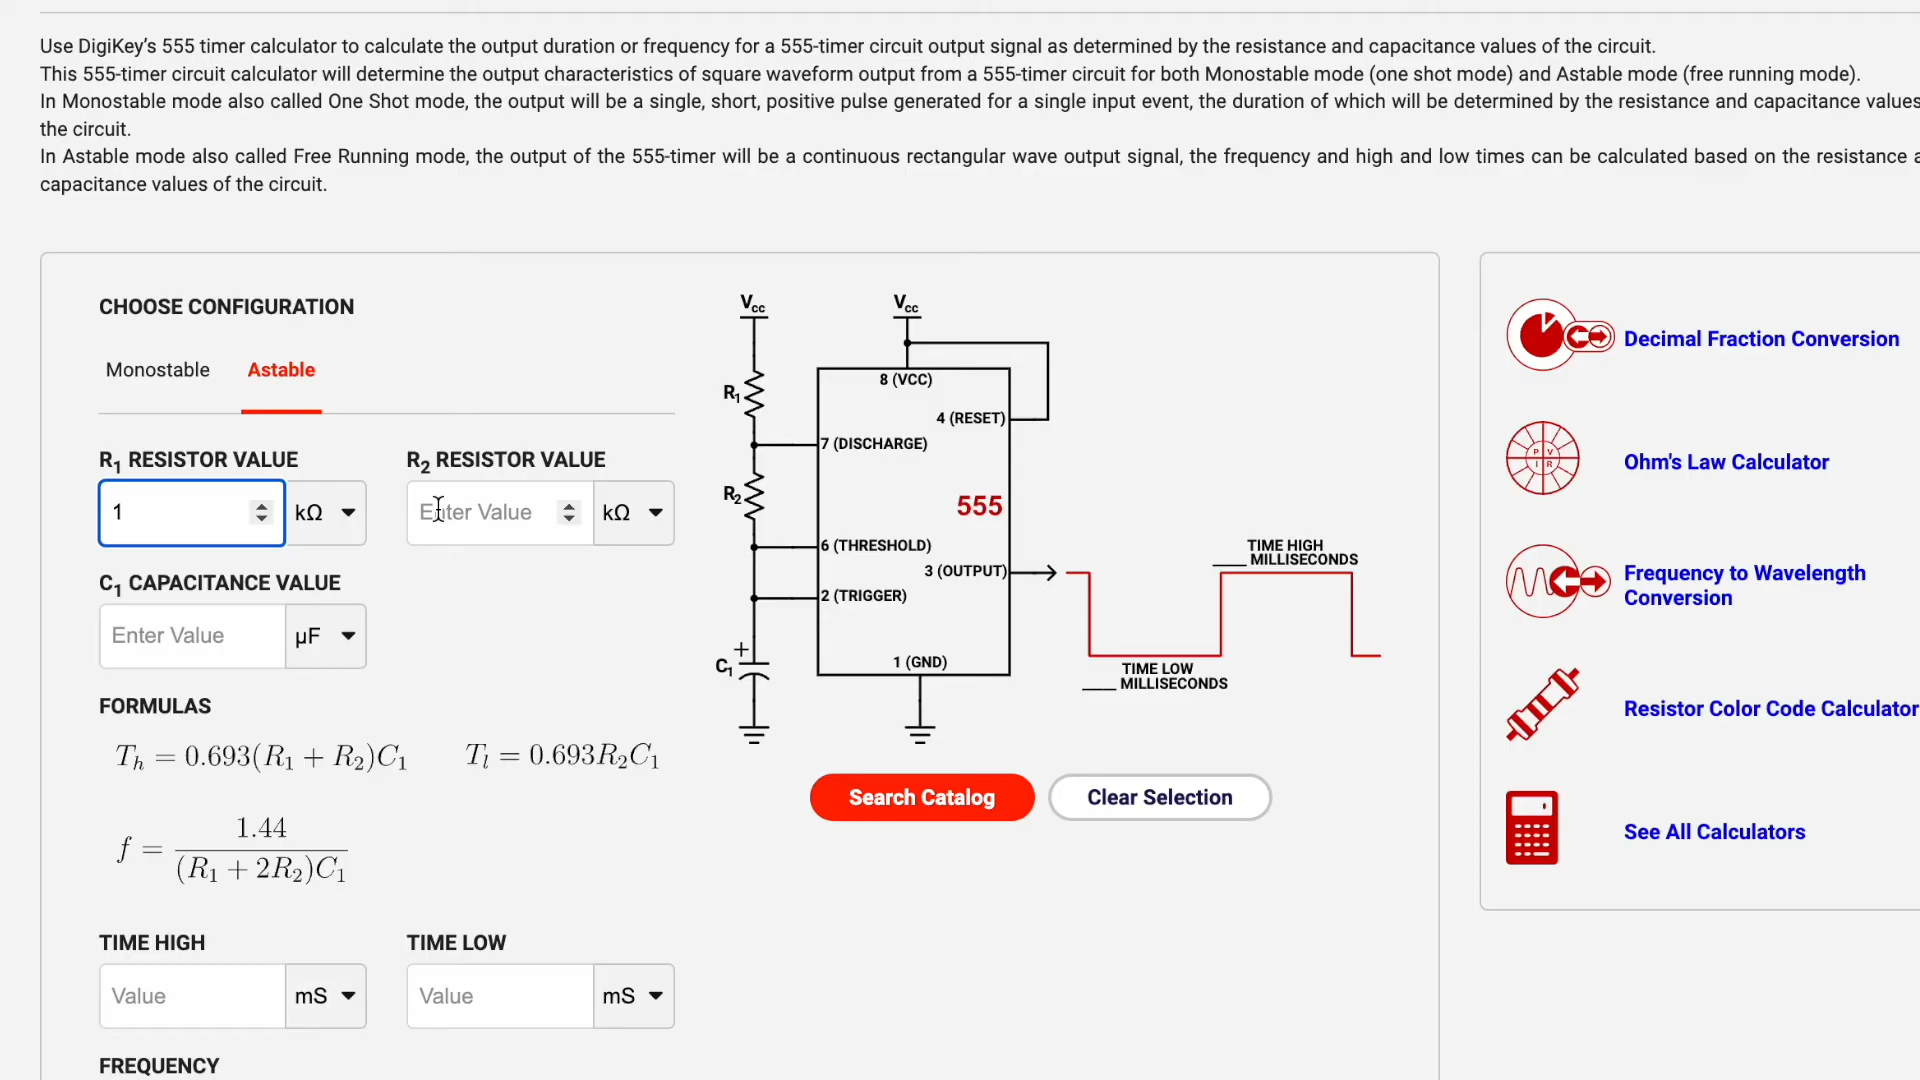 Use DigiKey’s 555 timer calculator to calculate the output duration or frequency for a 555-timer circuit output signal as determined by the resistance and capacitance values of the circuit.
This 555-timer circuit calculator will determine the output characteristics of square waveform output from a 555-timer circuit for both Monostable mode (one shot mode) and Astable mode (free running mode).
In Monostable mode also called One Shot mode, the output will be a single, short, positive pulse generated for a single input event, the duration of which will be determined by the resistance and capacitance values
the circuit.
In Astable mode also called Free Running mode, the output of the 555-timer will be a continuous rectangular wave output signal, the frequency and high and low times can be calculated based on the resistance
capacitance values of the circuit.
CHOOSE CONFIGURATION
Monostable Astable
R1 RESISTOR VALUE R2 RESISTOR VALUE
1 kΩ Enter Value kΩ
C1 CAPACITANCE VALUE
Enter Value µF
FORMULAS
Th = 0.693(R1 + R2)C1 Tl = 0.693R2C1
f = 1.44 / (R1 + 2R2)C1
TIME HIGH TIME LOW
Value mS Value mS
FREQUENCY
Vcc Vcc
8 (VCC)
R1
4 (RESET)
7 (DISCHARGE)
R2
555
6 (THRESHOLD)
3 (OUTPUT)
2 (TRIGGER)
+
C1
1 (GND)
TIME HIGH
____ MILLISECONDS
TIME LOW
____ MILLISECONDS
Search Catalog Clear Selection
Decimal Fraction Conversion
P V
I R
Ohm's Law Calculator
Frequency to Wavelength
Conversion
Resistor Color Code Calculator
See All Calculators